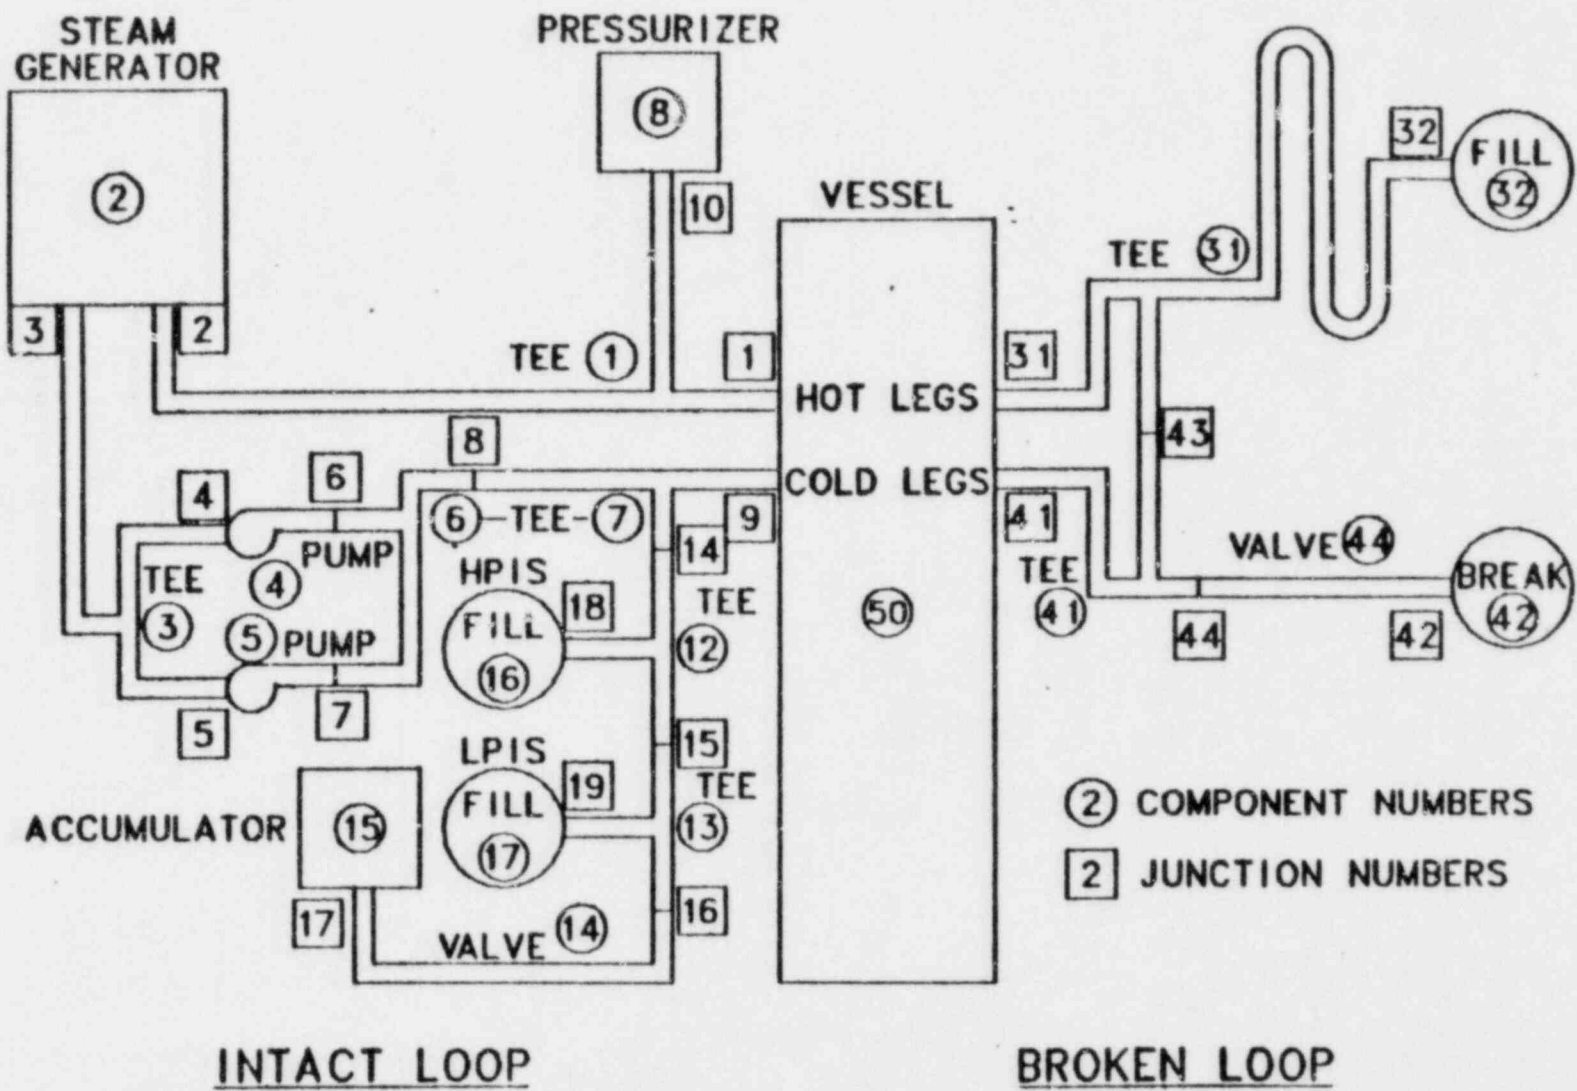 STEAM
GENERATOR
2
3
2
PRESSURIZER
8
10
TEE 1
1
VESSEL
HOT LEGS
COLD LEGS
50
31
TEE 31
32
FILL
32
43
41
TEE
41
VALVE 44
44
42
BREAK
42
8
6 - TEE - 7
9
4
6
PUMP
4
TEE
3
5 PUMP
5
7
14
HPIS
FILL
16
18
TEE
12
15
LPIS
FILL
17
19
TEE
13
16
ACCUMULATOR
15
17
VALVE 14
2 COMPONENT NUMBERS
2 JUNCTION NUMBERS
INTACT LOOP
BROKEN LOOP